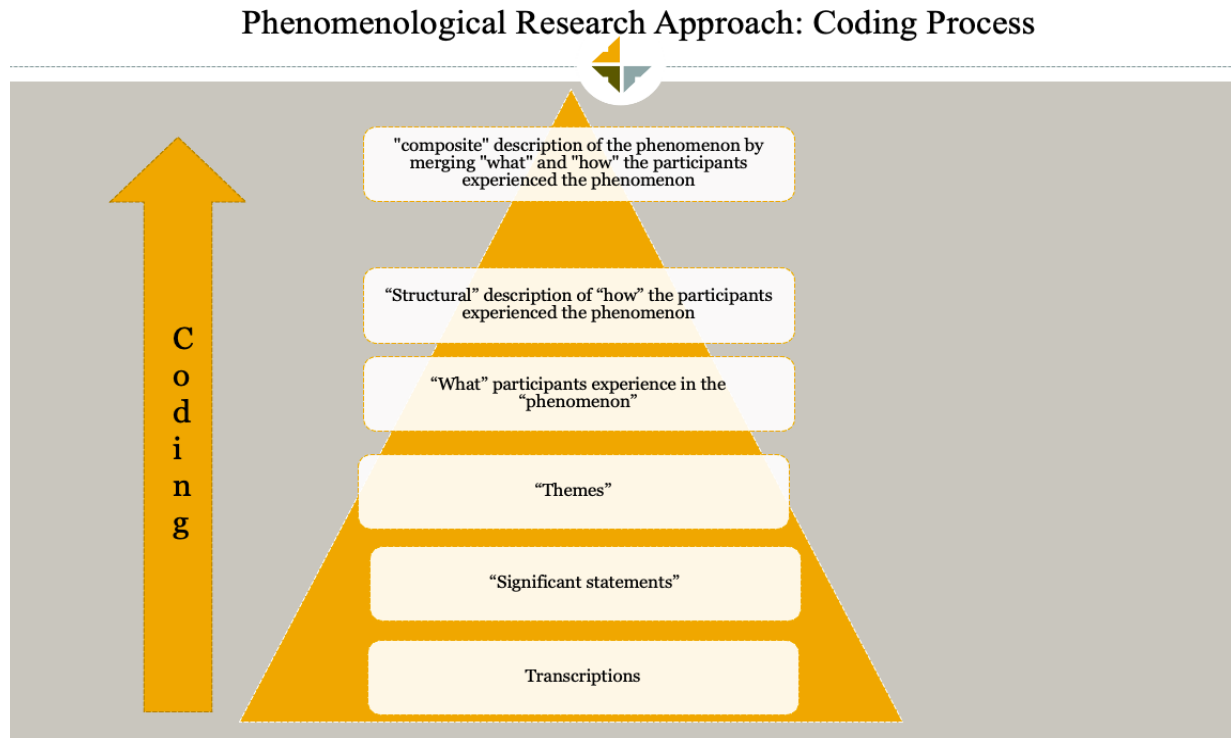 Phenomenological Research Approach: Coding Process
"composite" description of the phenomenon by
merging "what" and "how" the participants
experienced the phenomenon
“Structural” description of “how” the participants
experienced the phenomenon
“What” participants experience in the
“phenomenon”
“Themes”
“Significant statements”
Transcriptions
Coding